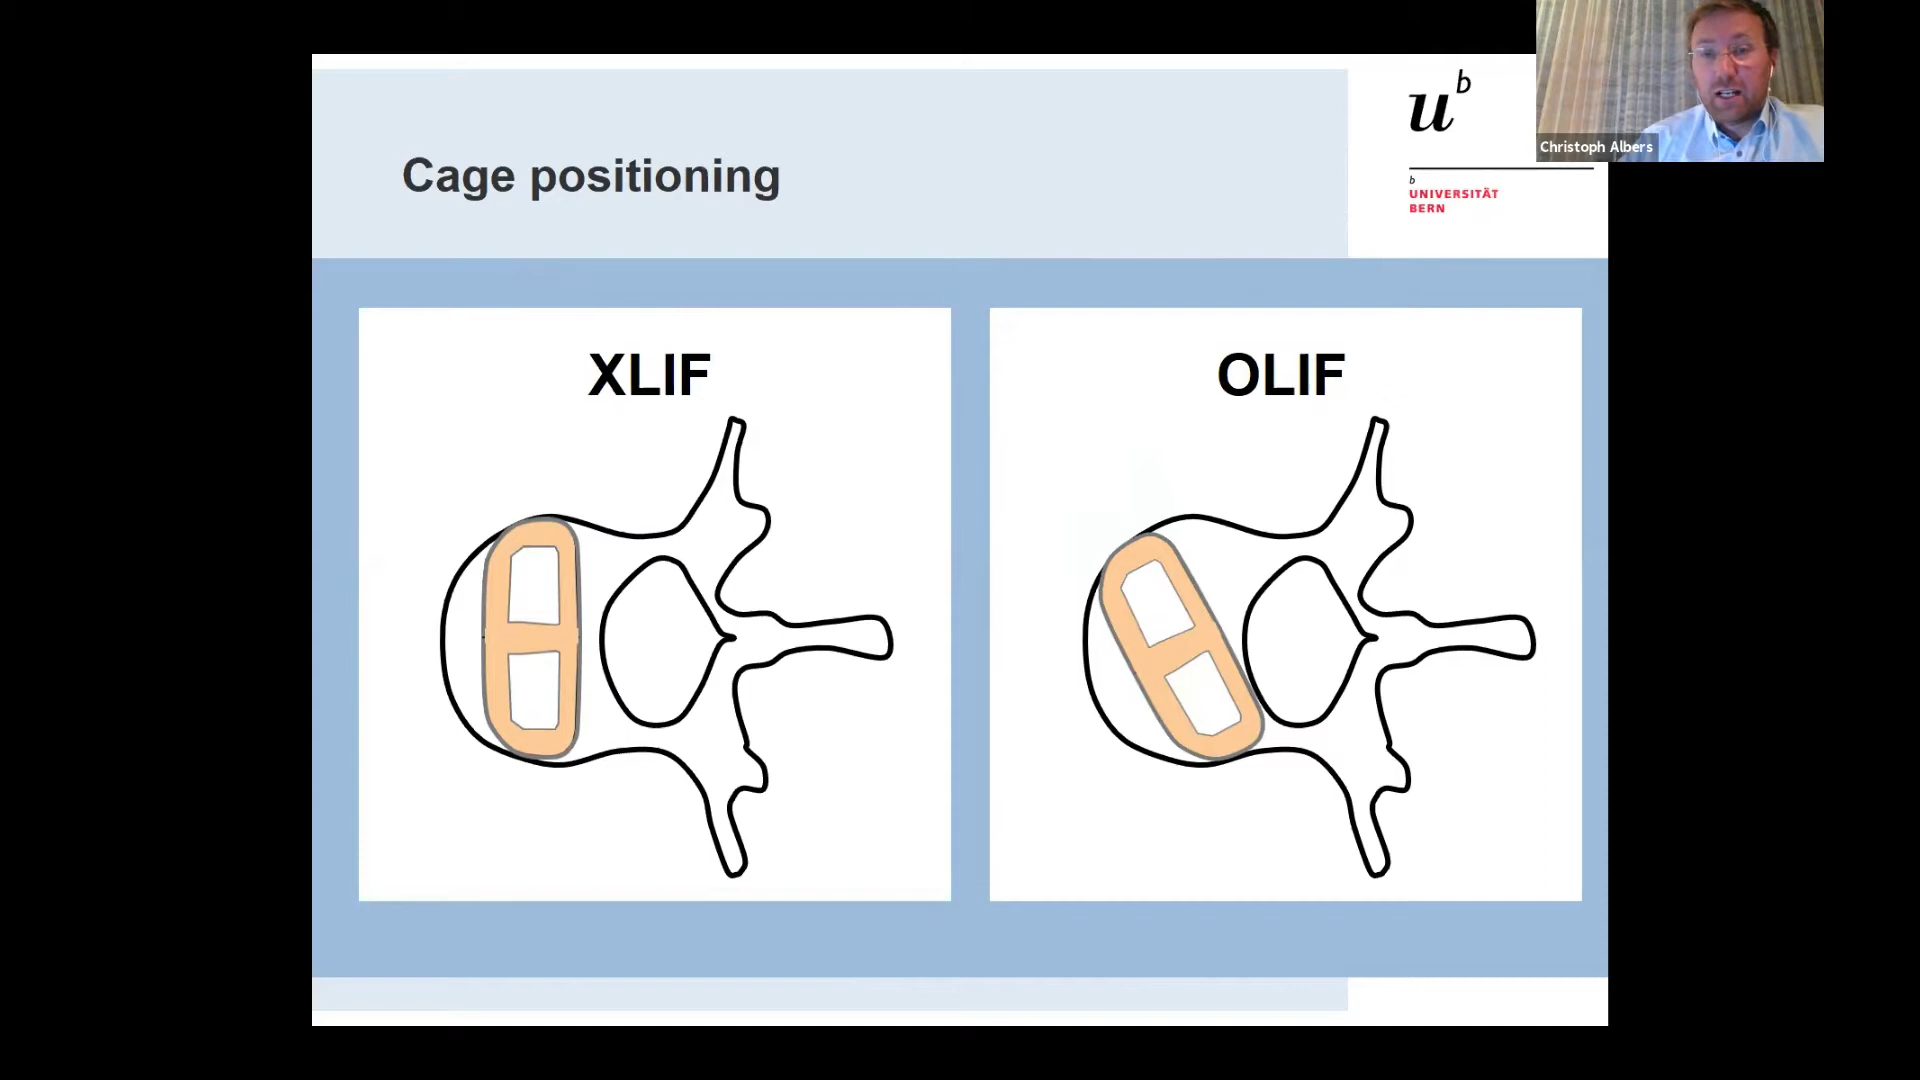 Cage positioning
u b
b
UNIVERSITÄT
BERN
Christoph Albers
XLIF
OLIF